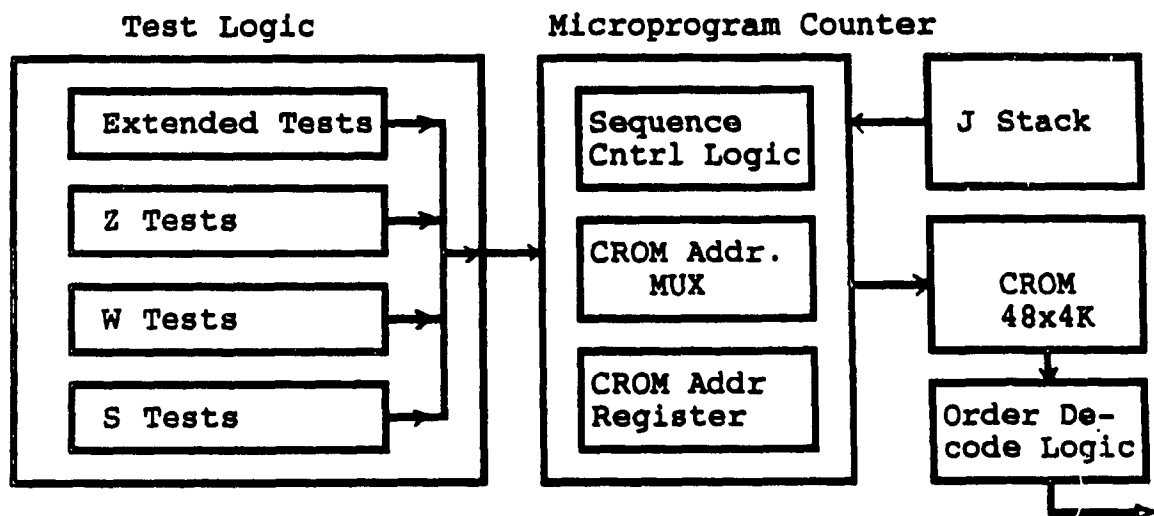 Test Logic
Microprogram Counter
Extended Tests
Z Tests
W Tests
S Tests
Sequence
Cntrl Logic
CROM Addr.
MUX
CROM Addr
Register
J Stack
CROM
48x4K
Order De-
code Logic